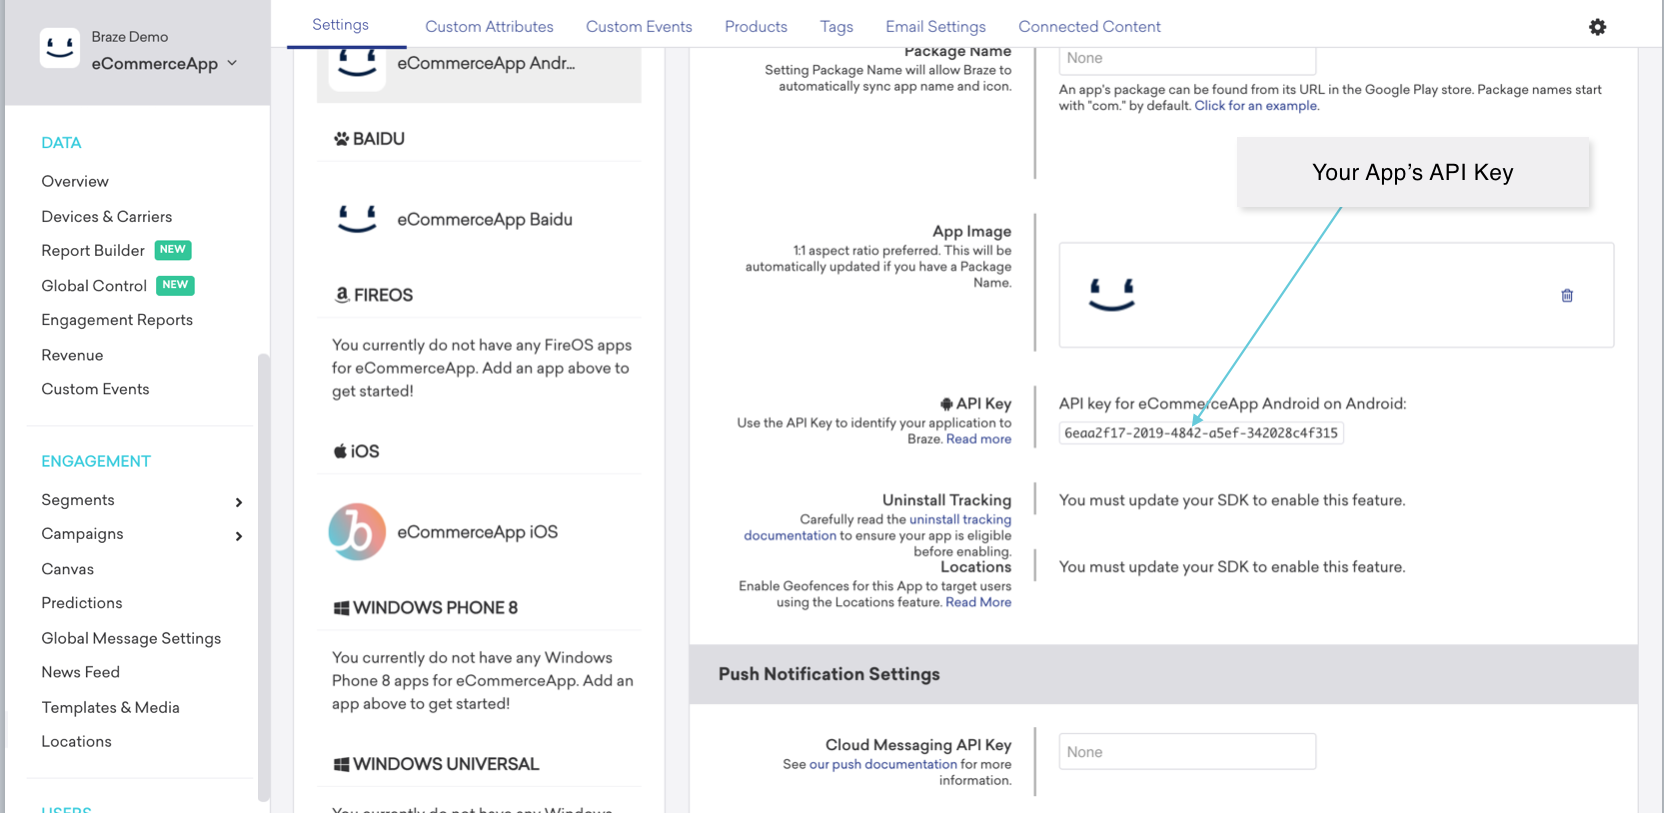 Braze Demo
eCommerceApp
DATA
Overview
Devices & Carriers
Report Builder NEW
Global Control NEW
Engagement Reports
Revenue
Custom Events
ENGAGEMENT
Segments
Campaigns
Canvas
Predictions
Global Message Settings
News Feed
Templates & Media
Locations
USERS
Settings Custom Attributes Custom Events Products Tags Email Settings Connected Content
eCommerceApp Andr...
BAIDU
eCommerceApp Baidu
FIREOS
You currently do not have any FireOS apps
for eCommerceApp. Add an app above to
get started!
iOS
eCommerceApp iOS
WINDOWS PHONE 8
You currently do not have any Windows
Phone 8 apps for eCommerceApp. Add an
app above to get started!
WINDOWS UNIVERSAL
You currently do not have any Windows
Package Name
Setting Package Name will allow Braze to
automatically sync app name and icon.
None
An app's package can be found from its URL in the Google Play store. Package names start
with "com." by default. Click for an example.
Your App's API Key
App Image
1:1 aspect ratio preferred. This will be
automatically updated if you have a Package
Name.
API Key
Use the API Key to identify your application to
Braze. Read more
API key for eCommerceApp Android on Android:
6eaa2f17-2019-4842-a5ef-342028c4f315
Uninstall Tracking
Carefully read the uninstall tracking
documentation to ensure your app is eligible
before enabling.
You must update your SDK to enable this feature.
Locations
Enable Geofences for this App to target users
using the Locations feature. Read More
You must update your SDK to enable this feature.
Push Notification Settings
Cloud Messaging API Key
See our push documentation for more
information.
None